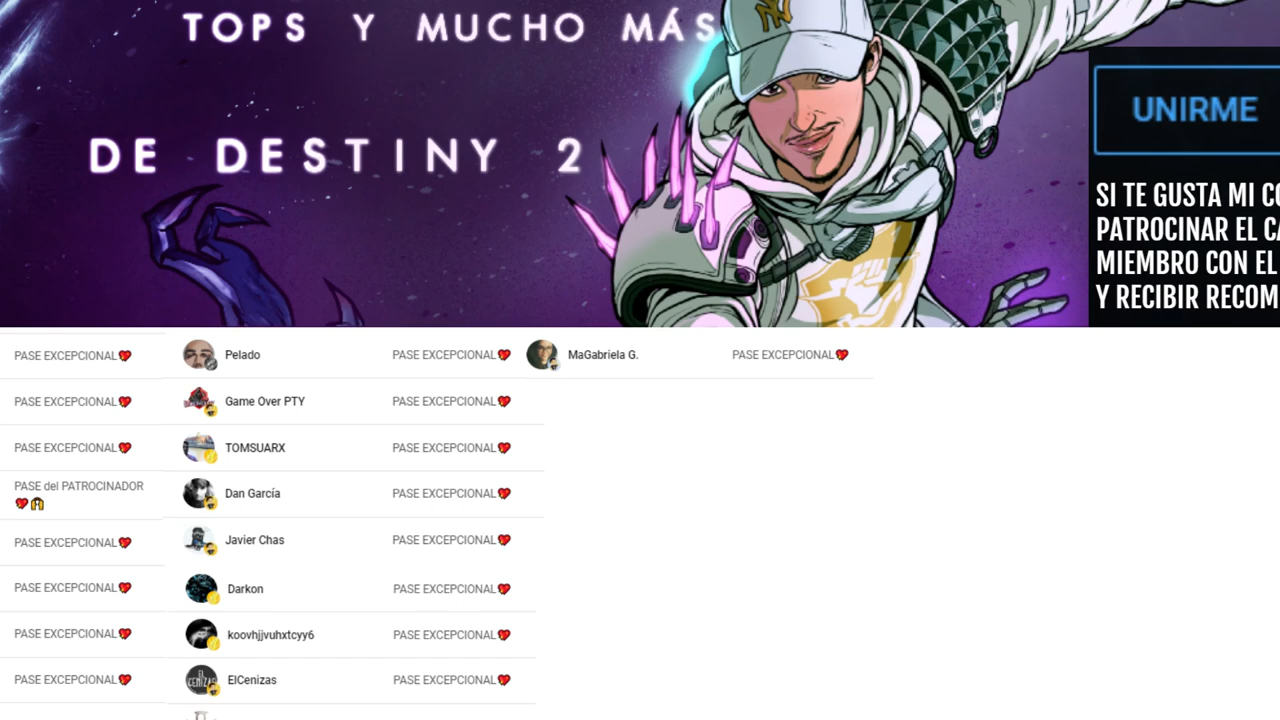 TOPS Y MUCHO MÁS
DE DESTINY 2
UNIRME
SI TE GUSTA MI
PATROCINAR EL
MIEMBRO CON EL
Y RECIBIR
PASE EXCEPCIONAL💖
Pelado PASE EXCEPCIONAL💖
MaGabriela G. PASE EXCEPCIONAL💖
PASE EXCEPCIONAL💖
Game Over PTY PASE EXCEPCIONAL💖
PASE EXCEPCIONAL💖
TOMSUARX PASE EXCEPCIONAL💖
PASE del PATROCINADOR
💖🙌
Dan García PASE EXCEPCIONAL💖
PASE EXCEPCIONAL💖
Javier Chas PASE EXCEPCIONAL💖
PASE EXCEPCIONAL💖
Darkon PASE EXCEPCIONAL💖
PASE EXCEPCIONAL💖
koovhjjvuhxtcyy6 PASE EXCEPCIONAL💖
PASE EXCEPCIONAL💖
ElCenizas PASE EXCEPCIONAL💖